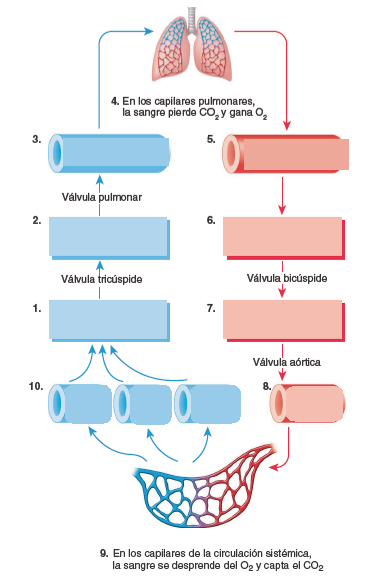 4. En los capilares pulmonares,
la sangre pierde CO2 y gana O2
3.
5.
Válvula pulmonar
2.
6.
Válvula tricúspide
Válvula bicúspide
1.
7.
Válvula aórtica
10.
8.
9. En los capilares de la circulación sistémica,
la sangre se desprende del O2 y capta el CO2